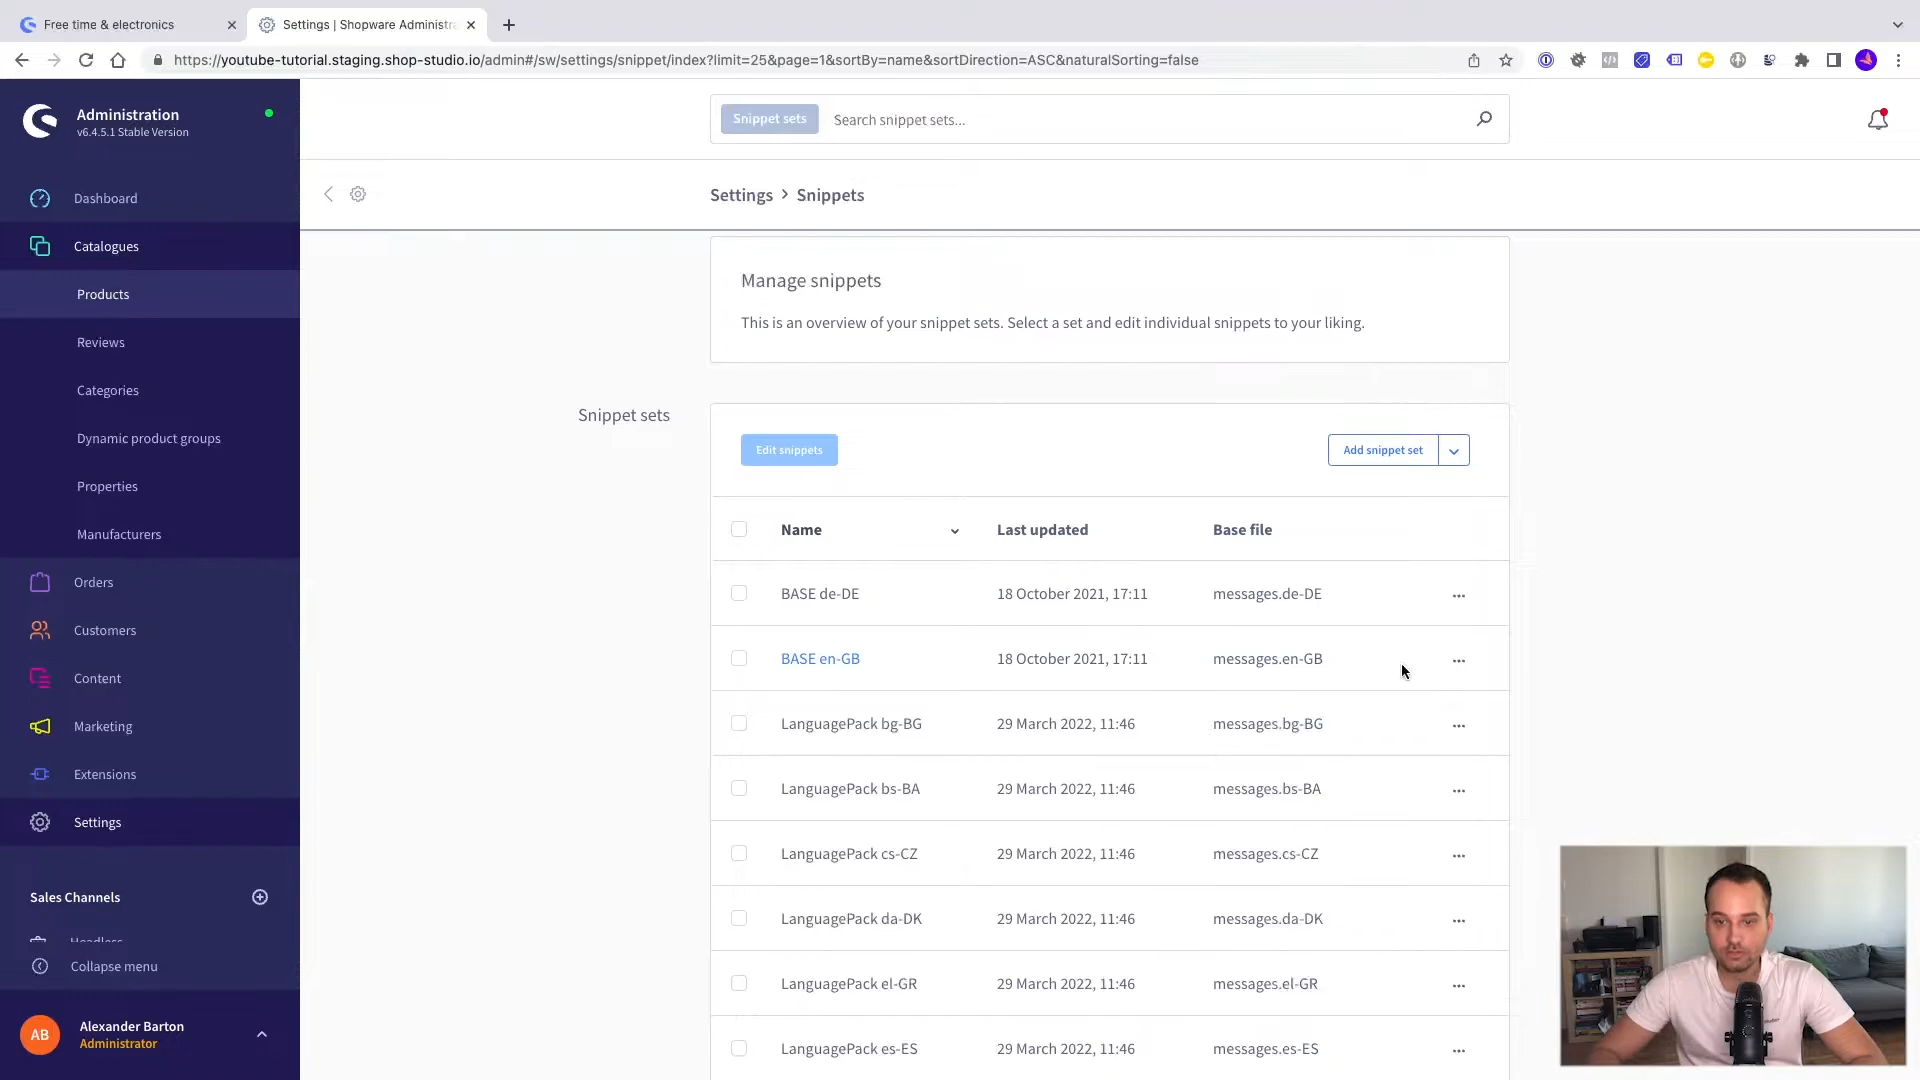 Free time & electronics
Settings | Shopware Administr
https://youtube-tutorial.staging.shop-studio.io/admin#/sw/settings/snippet/index?limit=25&page=1&sortBy=name&sortDirection=ASC&naturalSorting=false
Administration
v6.4.5.1 Stable Version
Snippet sets
Search snippet sets...
Dashboard
Catalogues
Products
Reviews
Categories
Dynamic product groups
Properties
Manufacturers
Orders
Customers
Content
Marketing
Extensions
Settings
Sales Channels
Headless
Collapse menu
AB
Alexander Barton
Administrator
Settings > Snippets
Manage snippets
This is an overview of your snippet sets. Select a set and edit individual snippets to your liking.
Snippet sets
Edit snippets
Add snippet set
Name Last updated Base file
BASE de-DE 18 October 2021, 17:11 messages.de-DE
BASE en-GB 18 October 2021, 17:11 messages.en-GB
LanguagePack bg-BG 29 March 2022, 11:46 messages.bg-BG
LanguagePack bs-BA 29 March 2022, 11:46 messages.bs-BA
LanguagePack cs-CZ 29 March 2022, 11:46 messages.cs-CZ
LanguagePack da-DK 29 March 2022, 11:46 messages.da-DK
LanguagePack el-GR 29 March 2022, 11:46 messages.el-GR
LanguagePack es-ES 29 March 2022, 11:46 messages.es-ES